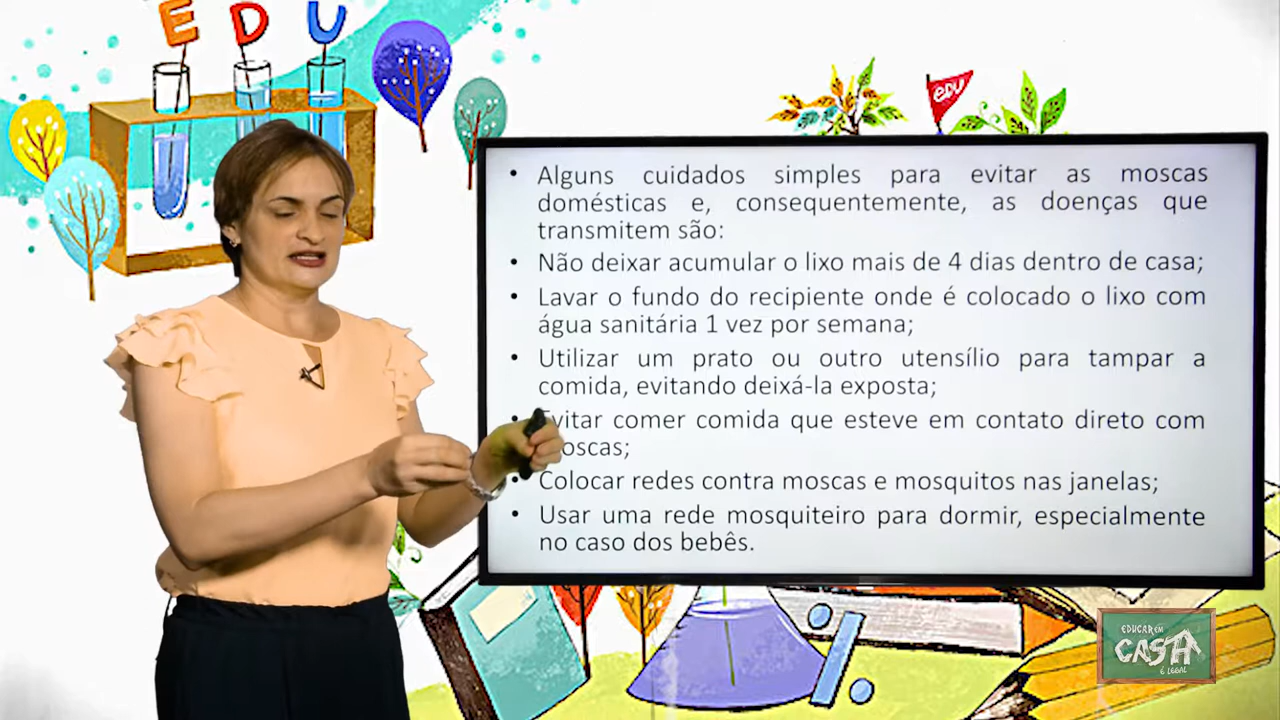 EDU
EDU
• Alguns cuidados simples para evitar as moscas
domésticas e, consequentemente, as doenças que
transmitem são:
• Não deixar acumular o lixo mais de 4 dias dentro de casa;
• Lavar o fundo do recipiente onde é colocado o lixo com
água sanitária 1 vez por semana;
• Utilizar um prato ou outro utensílio para tampar a
comida, evitando deixá-la exposta;
• vitar comer comida que esteve em contato direto com
oscas;
• Colocar redes contra moscas e mosquitos nas janelas;
• Usar uma rede mosquiteiro para dormir, especialmente
no caso dos bebês.
EDUCAR EM
CASA
É LEGAL